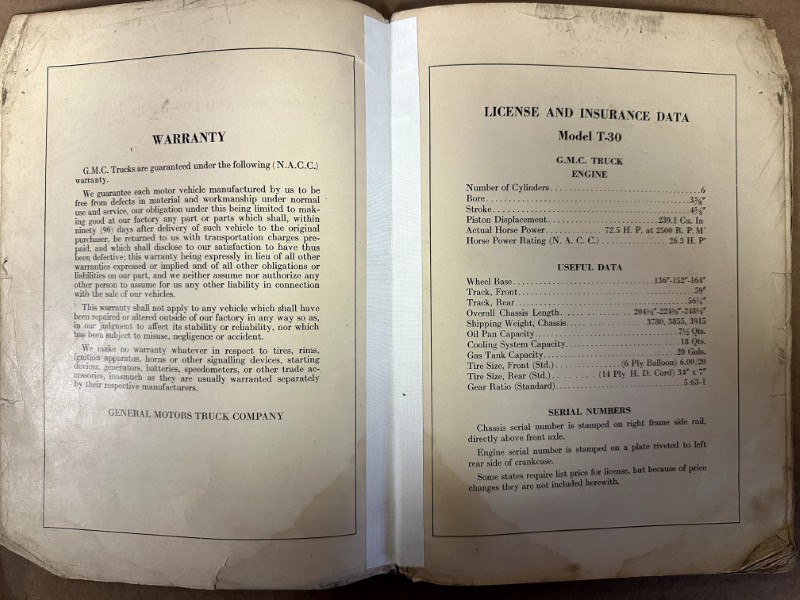 WARRANTY
G.M.C. Trucks are guaranteed under the following (N.A.C.C.)
warranty.
We guarantee each motor vehicle manufactured by us to be
free from defects in material and workmanship under normal
use and service, our obligation under this being limited to mak-
ing good at our factory any part or parts which shall, within
ninety (90) days after delivery of such vehicle to the original
purchaser, be returned to us with transportation charges pre-
paid, and which shall disclose to our satisfaction to have thus
been defective; this warranty being expressly in lieu of all other
warranties expressed or implied and of all other obligations or
liabilities on our part, and we neither assume nor authorize any
other person to assume for us any other liability in connection
with the sale of our vehicles.
This warranty shall not apply to any vehicle which shall have
been repaired or altered outside of our factory in any way so as,
in our judgment to affect its stability or reliability, nor which
has been subject to misuse, negligence or accident.
We make no warranty whatever in respect to tires, rims,
ignition apparatus, horns or other signaling devices, starting
devices, generators, batteries, speedometers, or other trade ac-
cessories, inasmuch as they are usually warranted separately
by their respective manufacturers.
GENERAL MOTORS TRUCK COMPANY
LICENSE AND INSURANCE DATA
Model T-30
G.M.C. TRUCK
ENGINE
Number of Cylinders 6
Bore
Stroke
Piston Displacement 239.1 Cu. In
Actual Horse Power 72.5 H. P. at 2500 R. P. M
Horse Power Rating (N. A. C. C.) 26.3 H. P
USEFUL DATA
Wheel Base 136"-152"-164"
Track, Front 59"
Track, Rear
Overall Chassis Length
Shipping Weight, Chassis 3780, 3855, 3915
Oil Pan Capacity 7½ Qts.
Cooling System Capacity 18 Qts.
Gas Tank Capacity 20 Gals.
Tire Size, Front (Std.) (6 Ply Balloon) 6.00/20
Tire Size, Rear (Std.) (14 Ply H. D. Cord) 34" x 7"
Gear Ratio (Standard) 5:63-1
SERIAL NUMBERS
Chassis serial number is stamped on right frame side rail,
directly above front axle.
Engine serial number is stamped on a plate riveted to left
rear side of crankcase.
Some states require list price for license, but because of price
changes they are not included herewith.